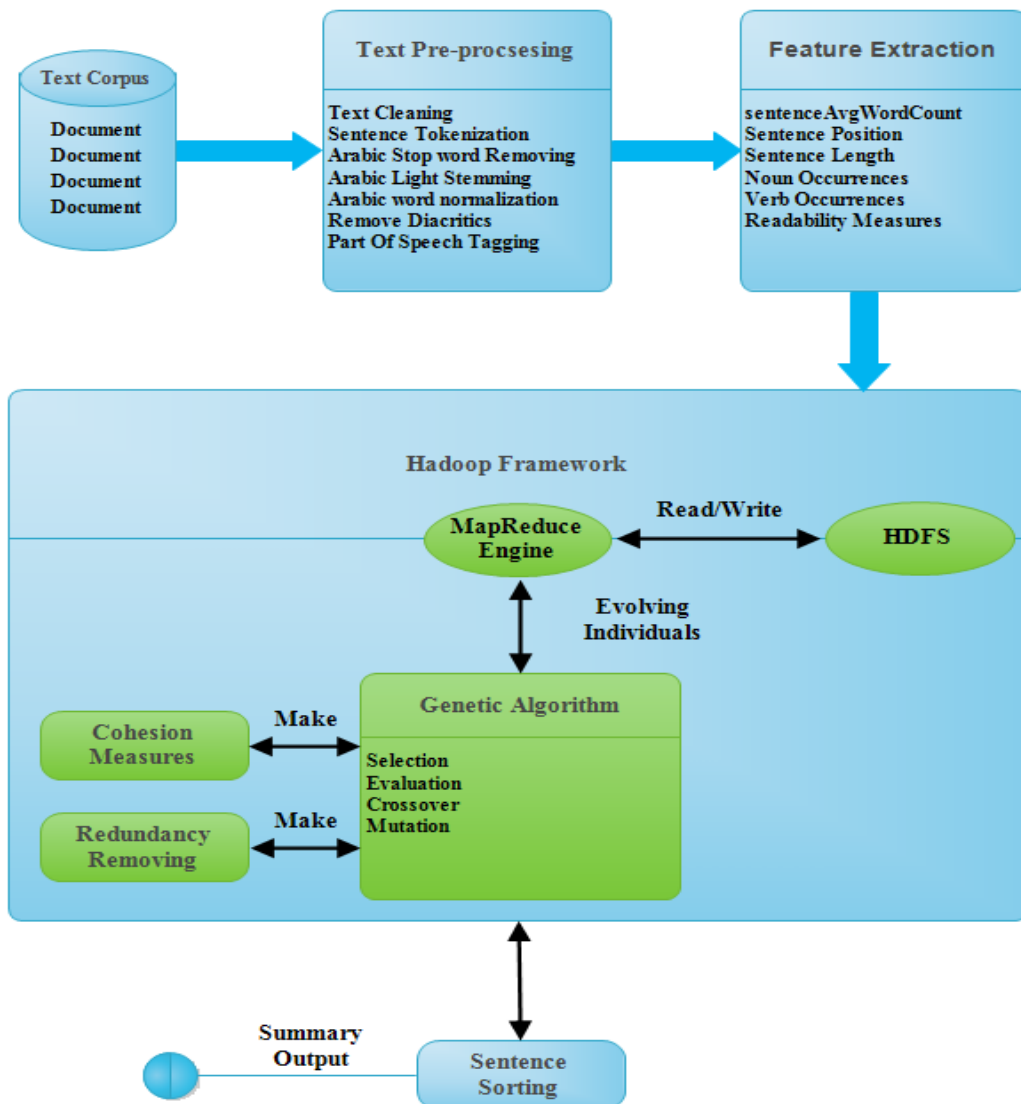 Text Corpus
Document
Document
Document
Document
Text Pre-procsesing
Text Cleaning
Sentence Tokenization
Arabic Stop word Removing
Arabic Light Stemming
Arabic word normalization
Remove Diacritics
Part Of Speech Tagging
Feature Extraction
sentenceAvgWordCount
Sentence Position
Sentence Length
Noun Occurrences
Verb Occurrences
Readability Measures
Hadoop Framework
MapReduce
Engine
Read/Write
HDFS
Evolving
Individuals
Genetic Algorithm
Selection
Evaluation
Crossover
Mutation
Make
Cohesion
Measures
Make
Redundancy
Removing
Summary
Output
Sentence
Sorting